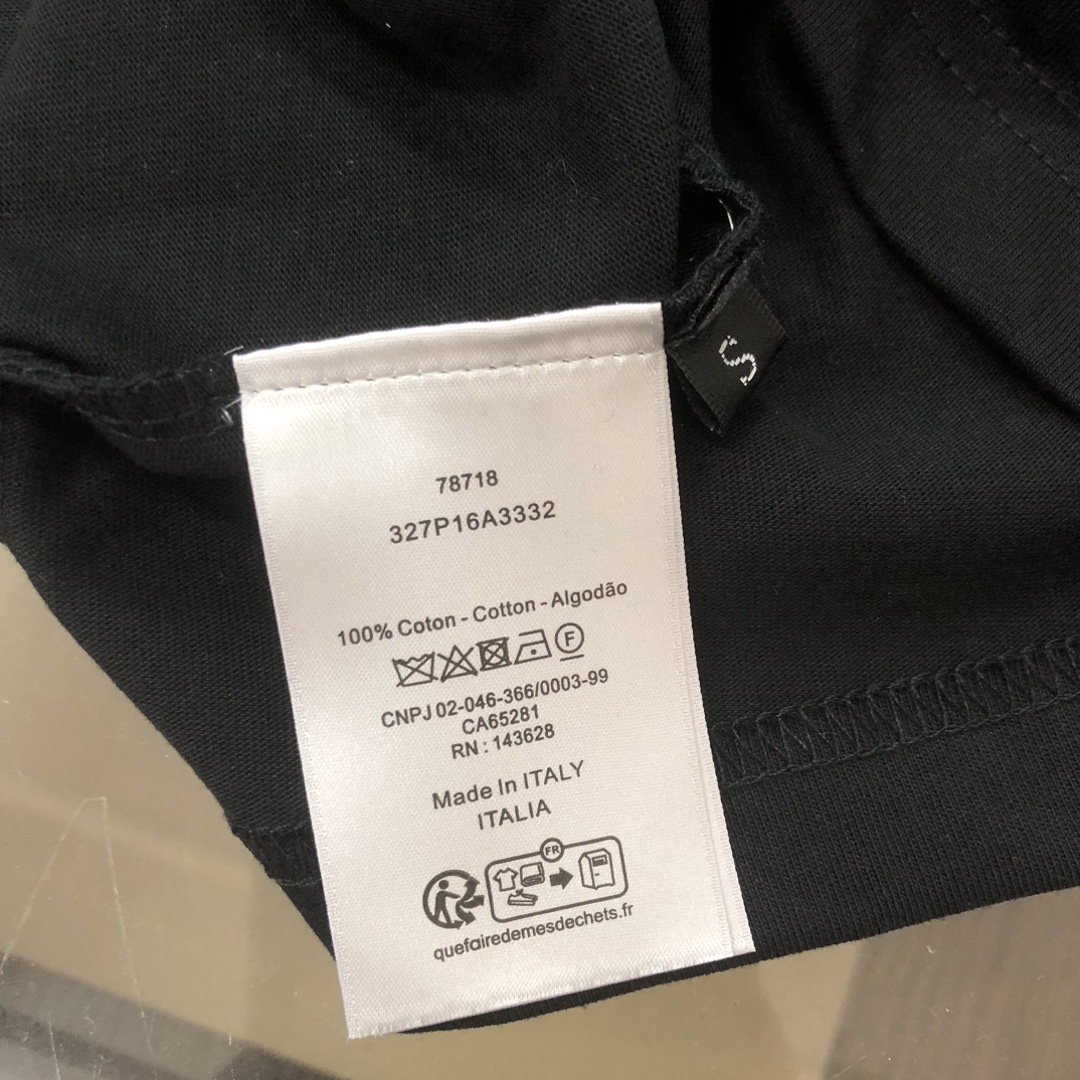 S
78718
327P16A3332
100% Coton - Cotton - Algodão
F
CNPJ 02-046-366/0003-99
CA65281
RN : 143628
Made In ITALY
ITALIA
FR
quefairedemesdechets.fr